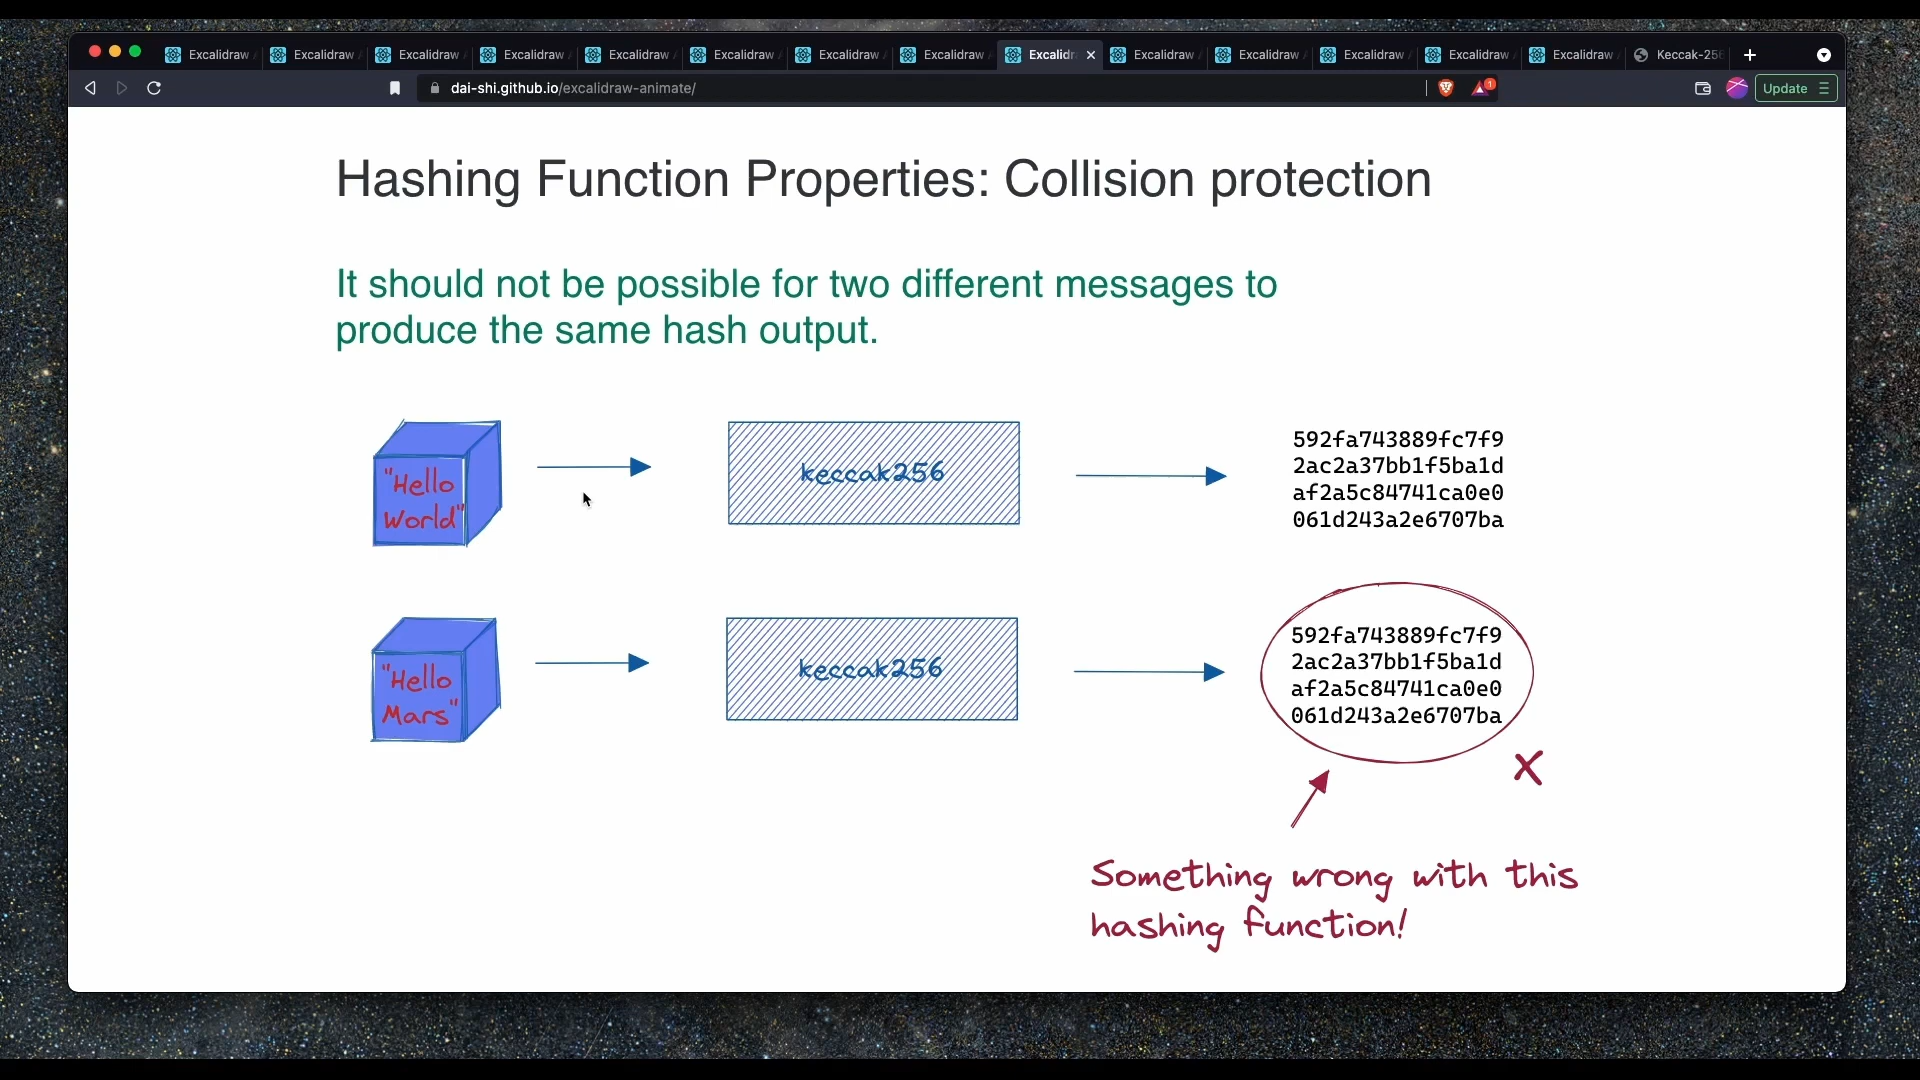 Excalidraw
Excalidraw
Excalidraw
Excalidraw
Excalidraw
Excalidraw
Excalidraw
Excalidraw
Excalidr
Excalidraw
Excalidraw
Excalidraw
Excalidraw
Excalidraw
Keccak-256
dai-shi.github.io/excalidraw-animate/
1
Update
Hashing Function Properties: Collision protection
It should not be possible for two different messages to
produce the same hash output.
"Hello
World"
keccak256
592fa743889fc7f9
2ac2a37bb1f5ba1d
af2a5c84741ca0e0
061d243a2e6707ba
"Hello
Mars"
keccak256
592fa743889fc7f9
2ac2a37bb1f5ba1d
af2a5c84741ca0e0
061d243a2e6707ba
X
Something wrong with this
hashing function!